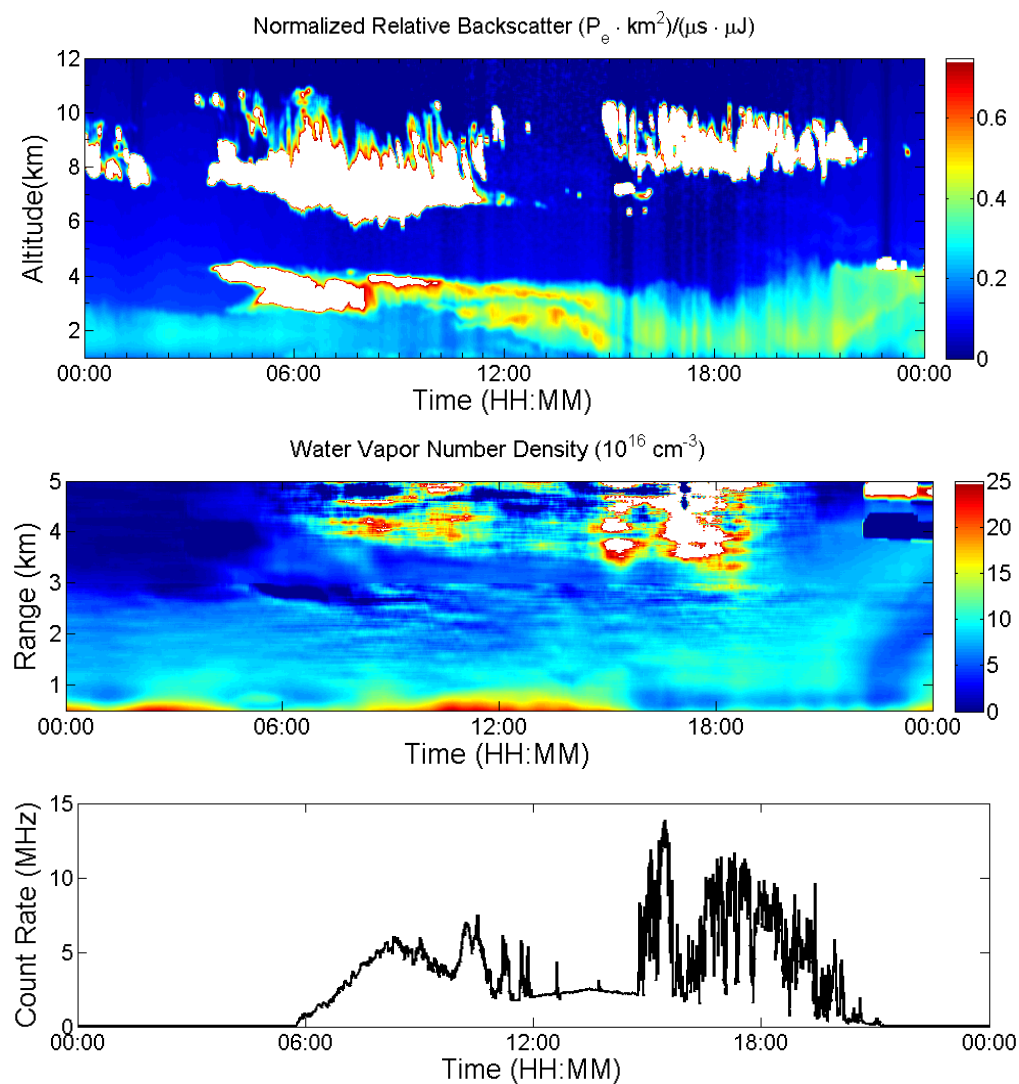 Normalized Relative Backscatter (Pₑ · km²)/(μs · μJ)
Altitude(km)
12
10
8
6
4
2
00:00 06:00 12:00 18:00 00:00
Time (HH:MM)
0.6
0.4
0.2
0
Water Vapor Number Density (10¹⁶ cm⁻³)
Range (km)
5
4
3
2
1
00:00 06:00 12:00 18:00 00:00
Time (HH:MM)
25
20
15
10
5
0
Count Rate (MHz)
15
10
5
0
00:00 06:00 12:00 18:00 00:00
Time (HH:MM)